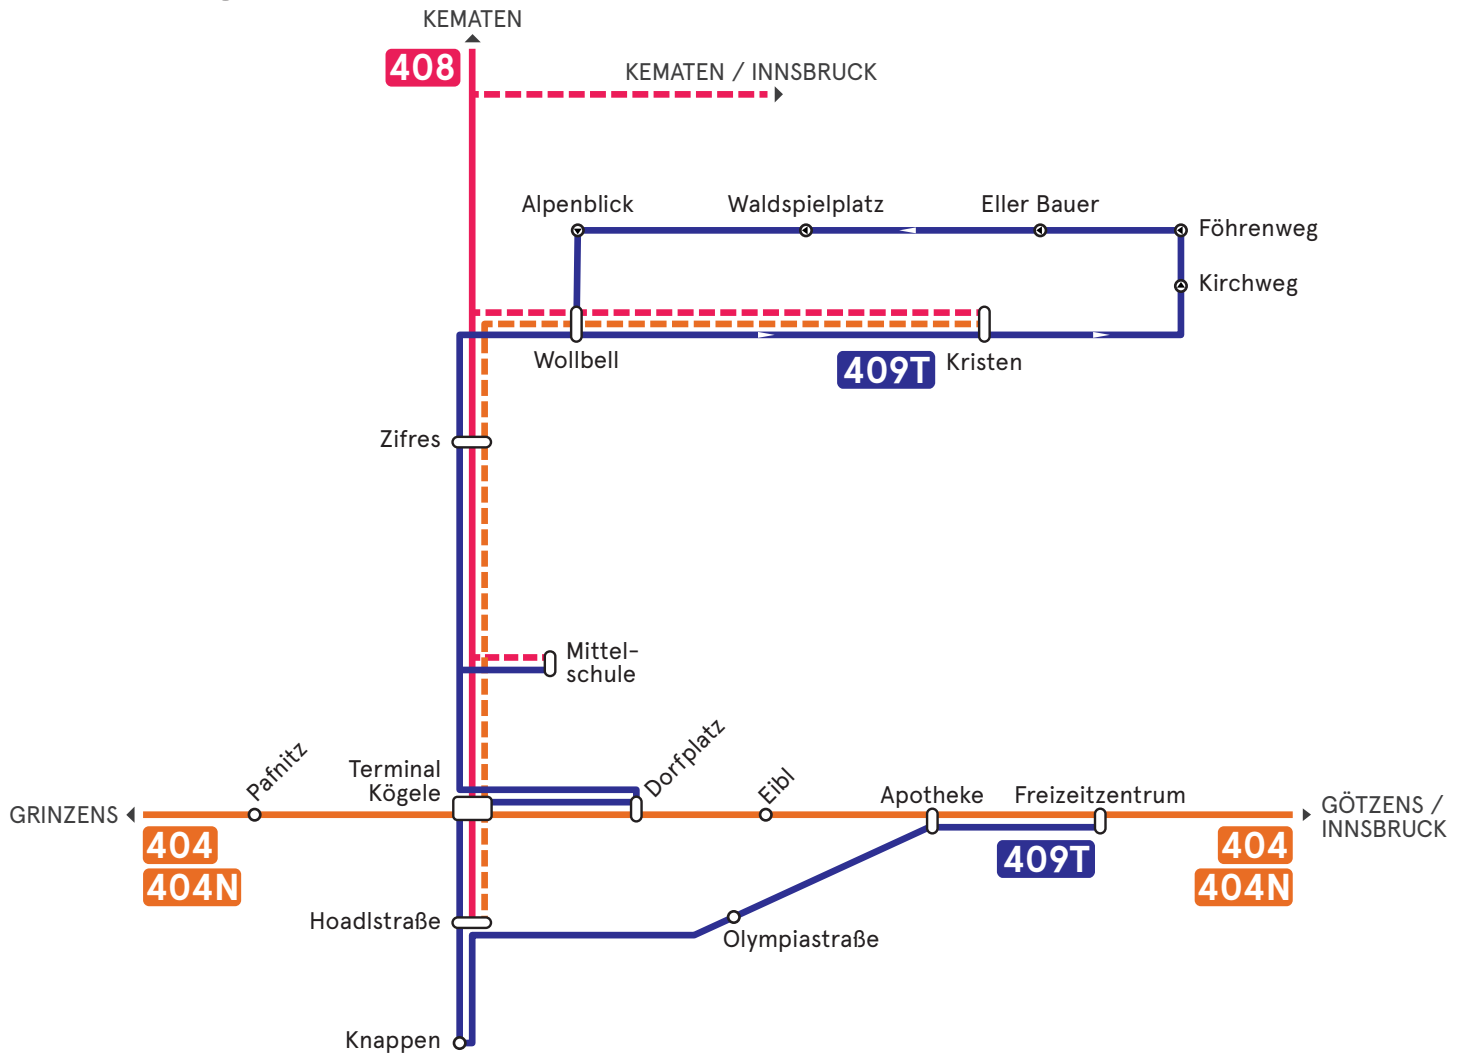 KEMATEN
408
KEMATEN / INNSBRUCK
Alpenblick
Waldspielplatz
Eller Bauer
Föhrenweg
Kirchweg
Wollbell
409T
Kristen
Zifres
Mittel-
schule
Pafnitz
Terminal
Kögele
Dorfplatz
Eibl
Apotheke
Freizeitzentrum
GRINZENS
GÖTZENS /
INNSBRUCK
404
404N
409T
404
404N
Hoadlstraße
Olympiastraße
Knappen